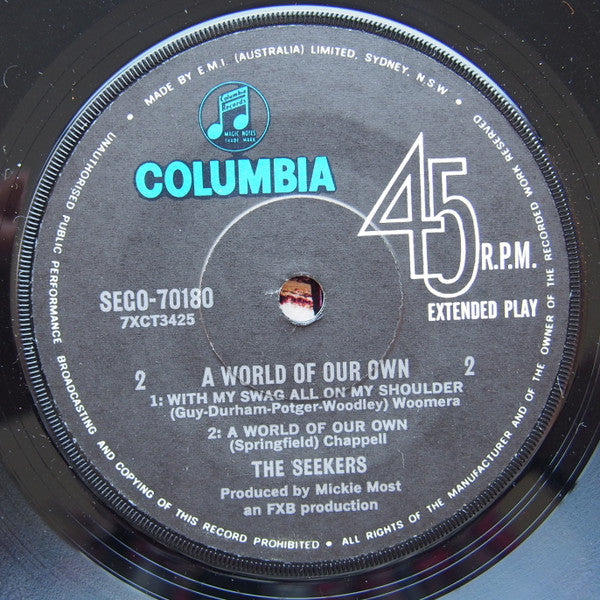 • MADE BY E.M.I. (AUSTRALIA) LIMITED, SYDNEY, N.S.W •
UNAUTHORISED PUBLIC PERFORMANCE BROADCASTING AND COPYING OF THIS RECORD PROHIBITED • ALL RIGHTS OF THE MANUFACTURER AND OF THE OWNER OF THE RECORDED WORK RESERVED
Columbia
Records
MAGIC NOTES
TRADE MARK
COLUMBIA
45 R.P.M.
EXTENDED PLAY
SEGO-70180
7XCT3425
2 A WORLD OF OUR OWN 2
1: WITH MY SWAG ALL ON MY SHOULDER
(Guy-Durham-Potger-Woodley) Woomera
2: A WORLD OF OUR OWN
(Springfield) Chappell
THE SEEKERS
Produced by Mickie Most
an FXB production